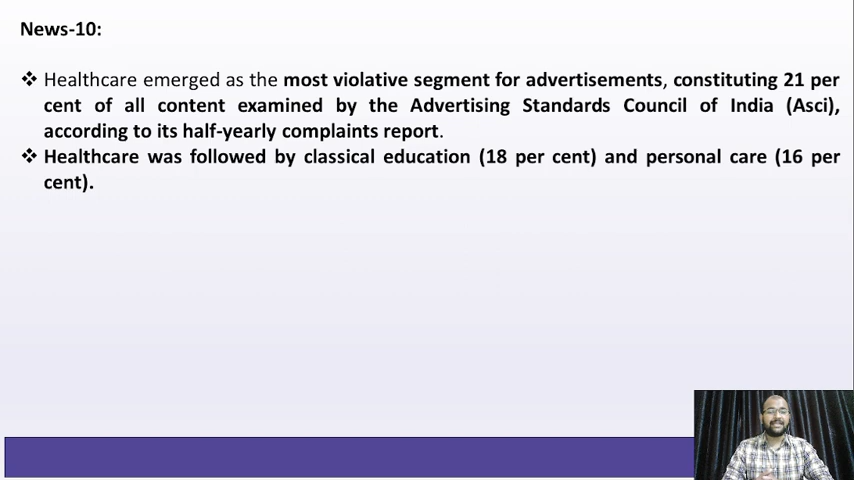 News-10:
❖ Healthcare emerged as the most violative segment for advertisements, constituting 21 per
cent of all content examined by the Advertising Standards Council of India (Asci),
according to its half-yearly complaints report.
❖ Healthcare was followed by classical education (18 per cent) and personal care (16 per
cent).